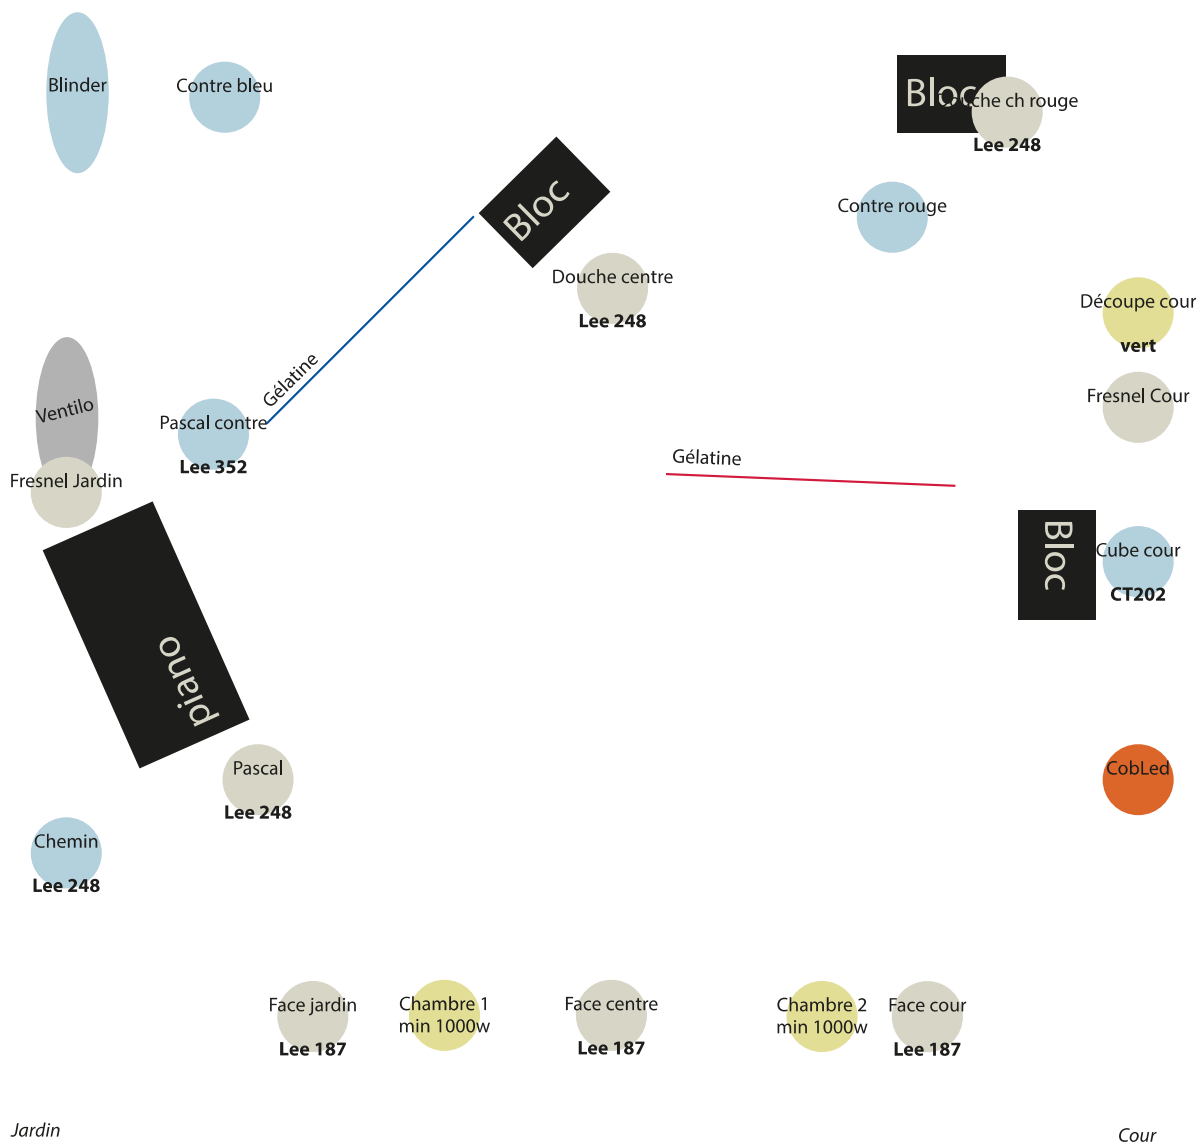 Blinder
Contre bleu
Bloc
Douche ch rouge
Lee 248
Bloc
Contre rouge
Douche centre
Lee 248
Découpe cour
vert
Gélatine
Ventilo
Fresnel Cour
Pascal contre
Lee 352
Gélatine
Fresnel Jardin
Bloc
Cube cour
CT202
piano
Pascal
Lee 248
CobLed
Chemin
Lee 248
Face jardin
Lee 187
Chambre 1
min 1000w
Face centre
Lee 187
Chambre 2
min 1000w
Face cour
Lee 187
Jardin
Cour